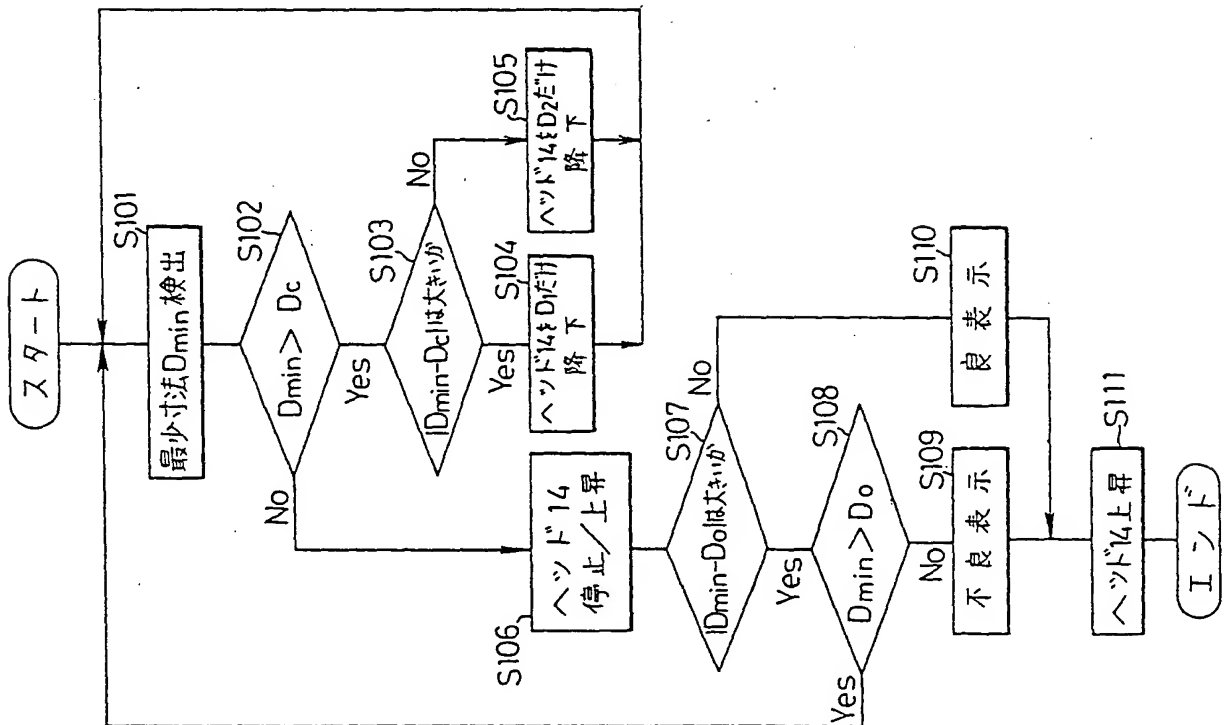 スタート
S101
最少寸法Dmin検出
S102
Dmin>Dc
Yes
No
S103
|Dmin-Dc|は大きいか
Yes
No
S104
ヘッド14をD1だけ
降下
S105
ヘッド14をD2だけ
降下
S106
ヘッド14
停止/上昇
S107
|Dmin-Do|は大きいか
Yes
No
S108
Dmin>Do
Yes
No
S109
不良表示
S110
良表示
S111
ヘッド14上昇
エンド